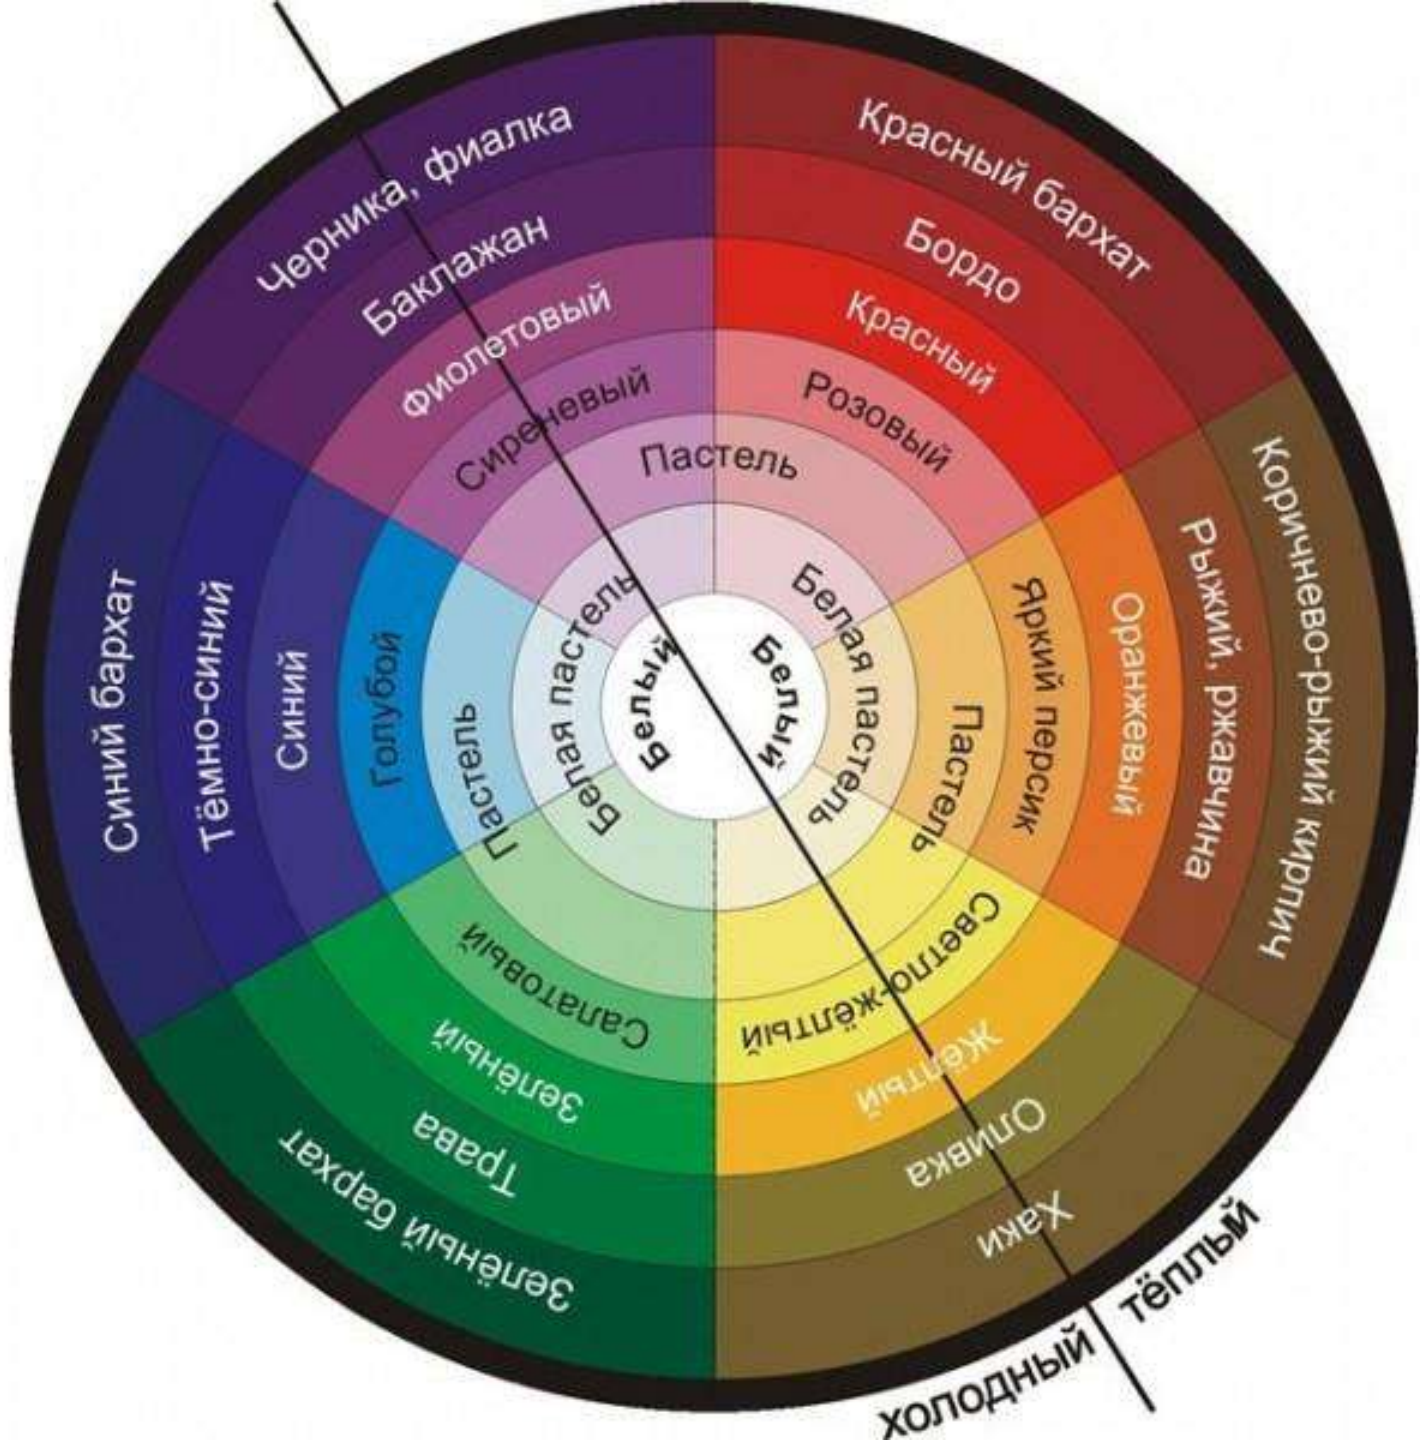 Черника, фиалка
Баклажан
Фиолетовый
Сиреневый
Пастель
Красный бархат
Бордо
Красный
Розовый
Белая пастель
Белый
Коричнево-рыжий кирпич
Рыжий, ржавчина
Оранжевый
Яркий персик
Пастель
Синий бархат
Тёмно-синий
Синий
Голубой
Пастель
Белая пастель
Белый
Светло-жёлтый
Жёлтый
Оливка
Хаки
Салатовый
Зелёный
Трава
Зелёный бархат
холодный
тёплый